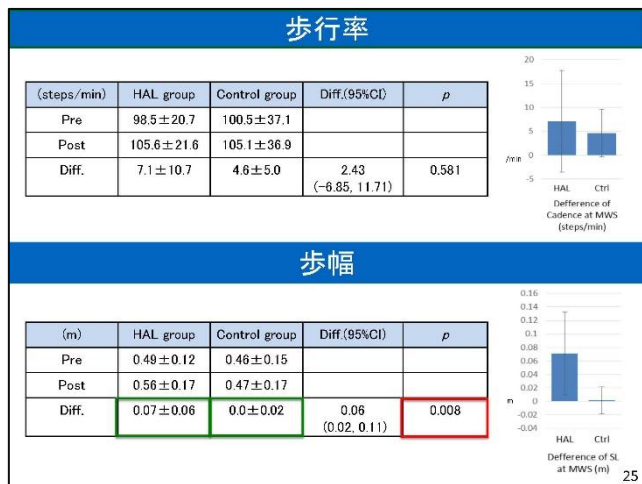 歩行率
(steps/min) HAL group Control group Diff.(95%CI) p
Pre 98.5±20.7 100.5±37.1
Post 105.6±21.6 105.1±36.9
Diff. 7.1±10.7 4.6±5.0 2.43 0.581
(−6.85, 11.71)
20
15
10
5
0
-5
/min
HAL Ctrl
Defference of
Cadence at MWS
(steps/min)
歩幅
(m) HAL group Control group Diff.(95%CI) p
Pre 0.49±0.12 0.46±0.15
Post 0.56±0.17 0.47±0.17
Diff. 0.07±0.06 0.0±0.02 0.06 0.008
(0.02, 0.11)
0.16
0.14
0.12
0.1
0.08
0.06
0.04
0.02
0
-0.02
-0.04
m
HAL Ctrl
Defference of SL
at MWS (m)
25